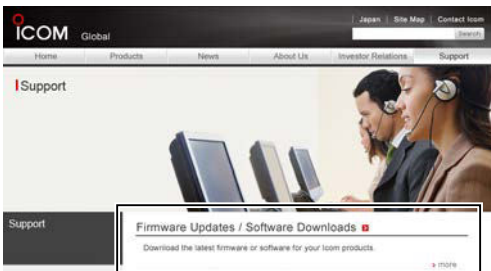 Japan | Site Map | Contact Icom
ICOM Global
Search
Home Products News About Us Investor Relations Support
Support
Support
Firmware Updates / Software Downloads
Download the latest firmware or software for your Icom products.
more